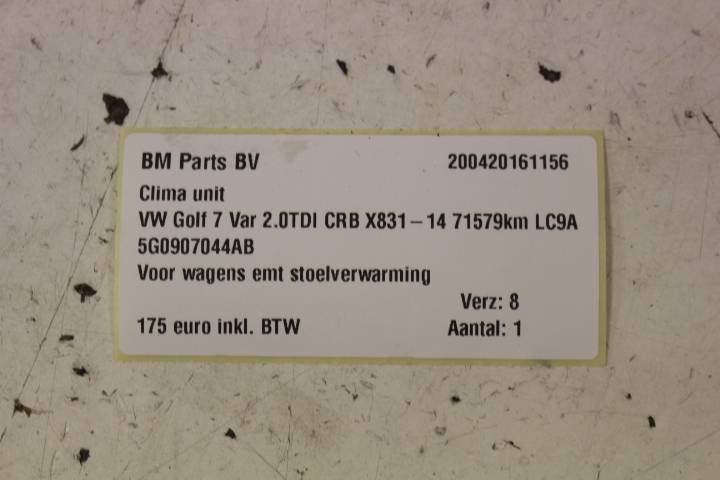 BM Parts BV 200420161156
Clima unit
VW Golf 7 Var 2.0TDI CRB X831-14 71579km LC9A
5G0907044AB
Voor wagens emt stoelverwarming
Verz: 8
175 euro inkl. BTW Aantal: 1